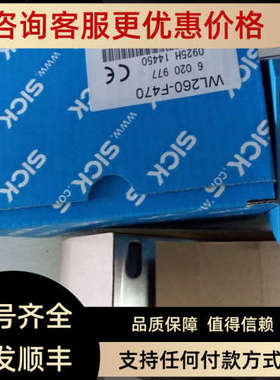 咨询客服更优惠价格
WL260-F470
6 020 977
0925H 14450
CE
SICK
SICK
SICK
SICK
号齐全
发顺丰
品质保障 值得信赖
支持任何付款方式